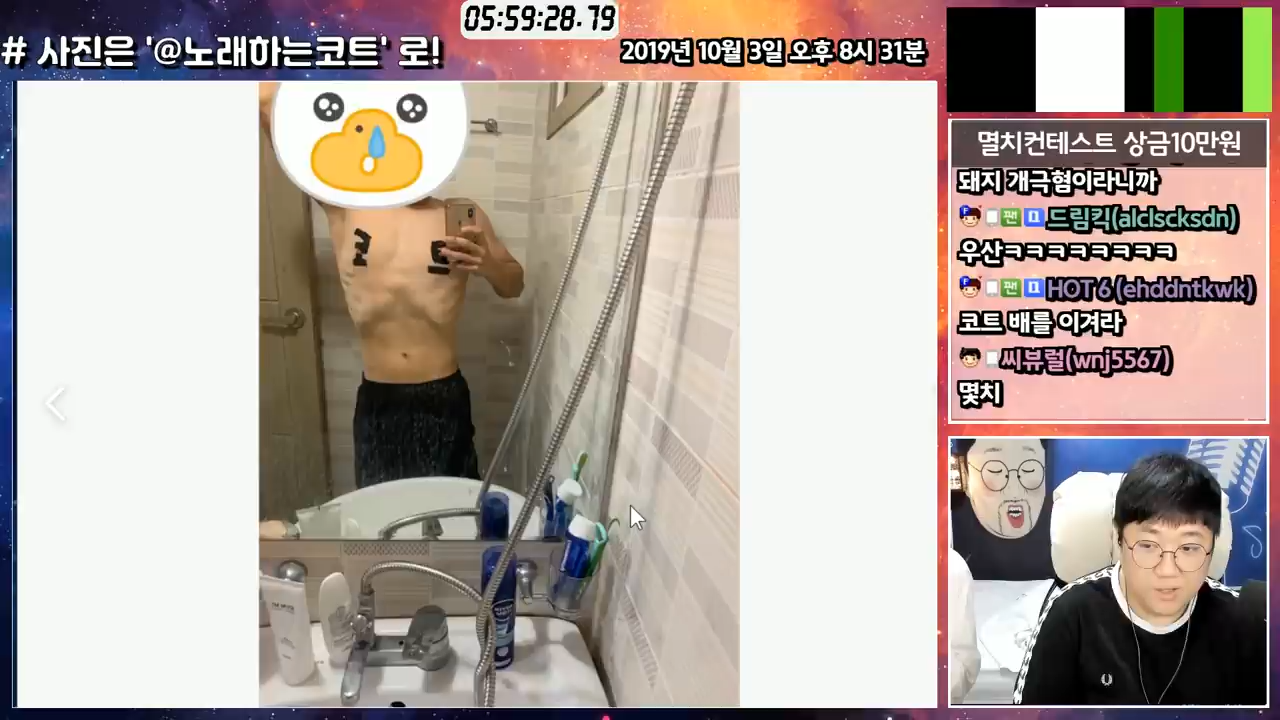 05:59:28.79
# 사진은 '@노래하는코트' 로!
2019년 10월 3일 오후 8시 31분
멸치컨테스트 상금10만원
돼지 개극혐이라니까
팬 드림킥(alclscksdn)
우산ㅋㅋㅋㅋㅋㅋㅋㅋ
팬 HOT 6 (ehddntkwk)
코트 배를 이겨라
씨뷰럴(wnj5567)
몇치